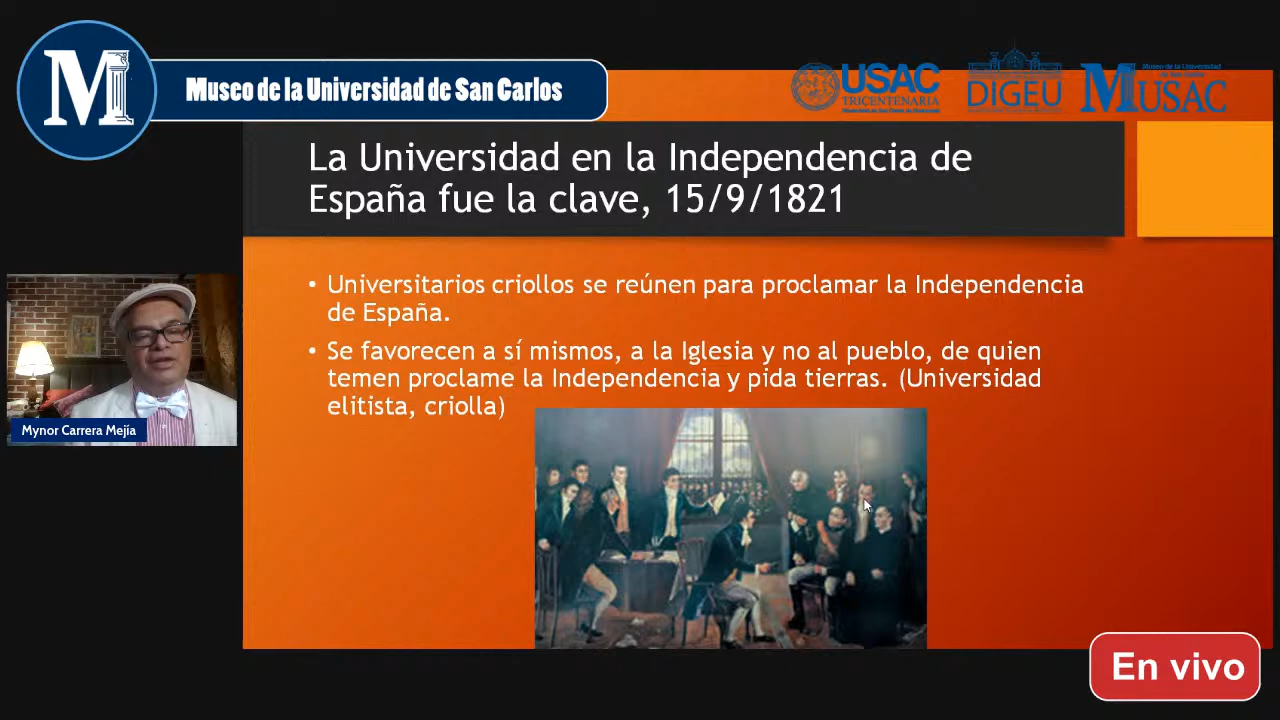 M
Museo de la Universidad de San Carlos
USAC
TRICENTENARIA
DIGEU
Museo de la Universidad
de San Carlos
MUSAC
La Universidad en la Independencia de
España fue la clave, 15/9/1821
• Universitarios criollos se reúnen para proclamar la Independencia
de España.
• Se favorecen a sí mismos, a la Iglesia y no al pueblo, de quien
temen proclame la Independencia y pida tierras. (Universidad
elitista, criolla)
Mynor Carrera Mejía
En vivo